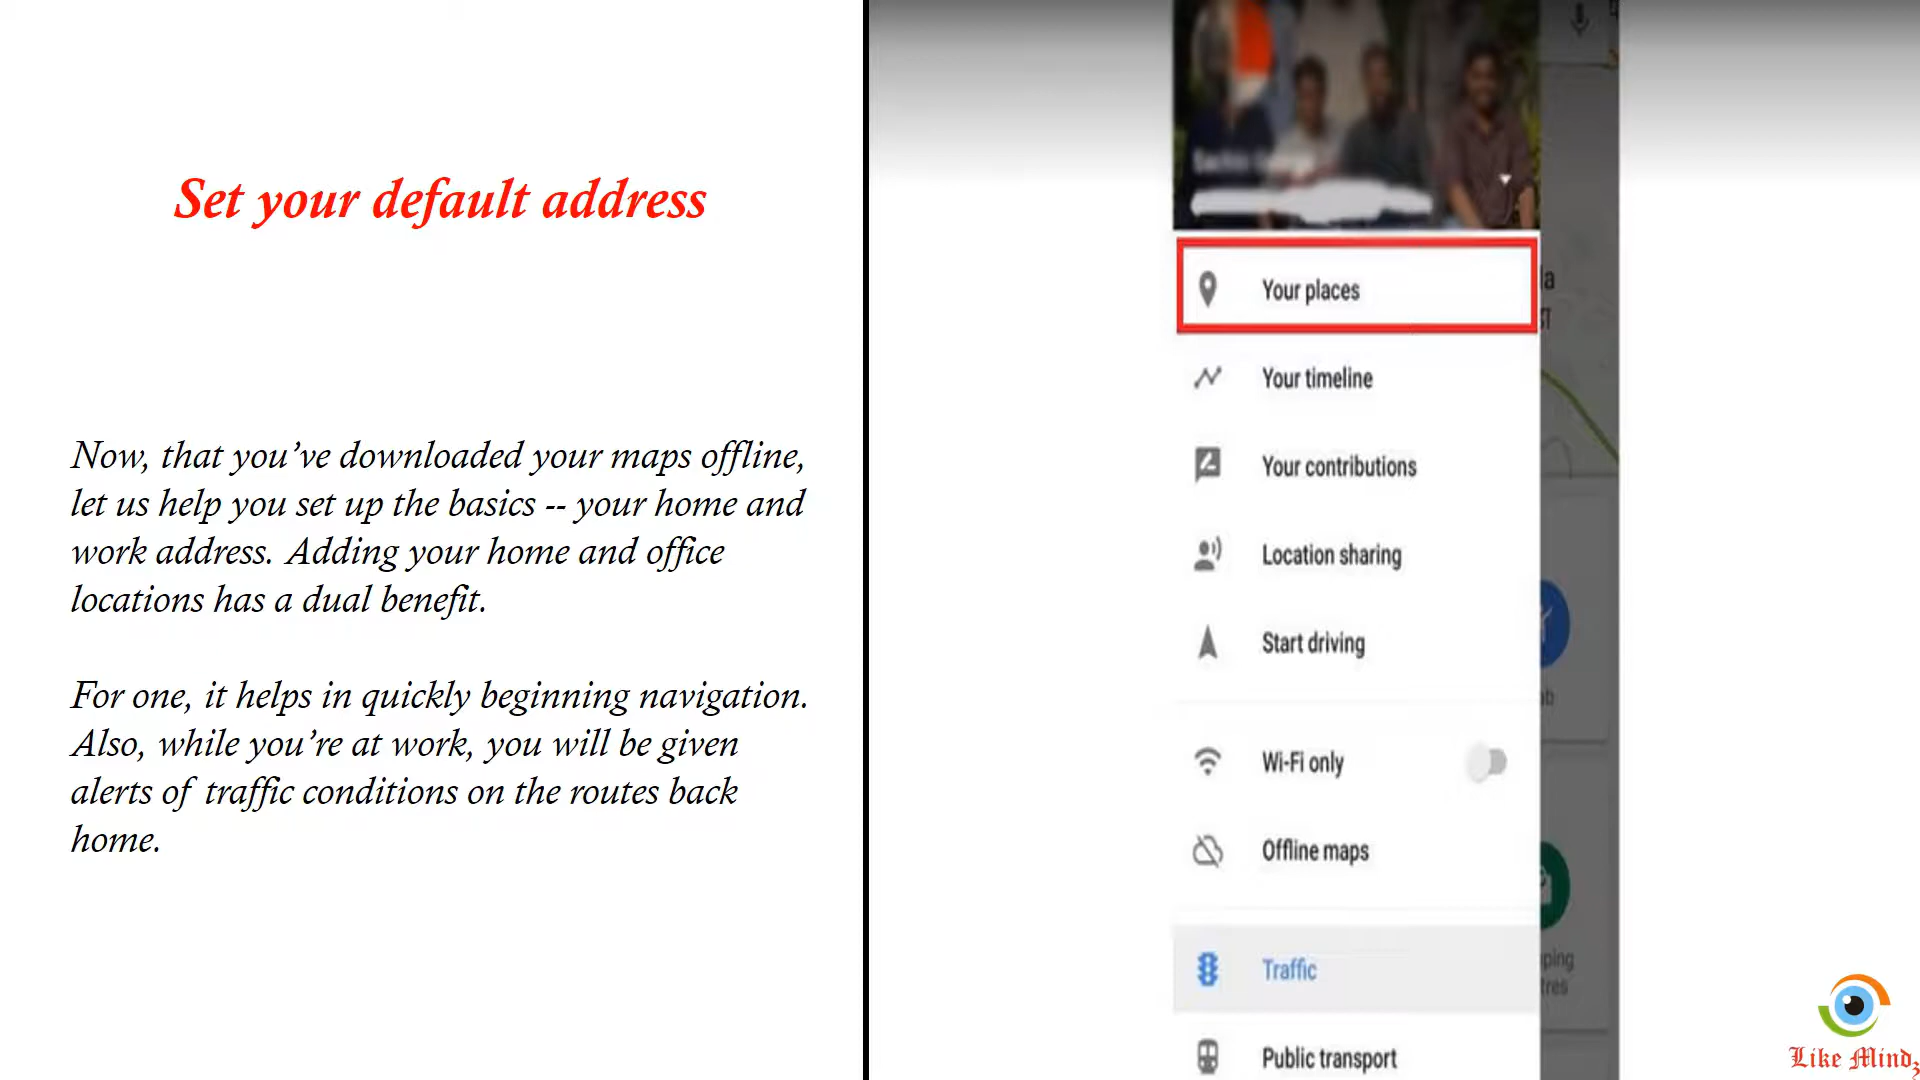 Set your default address
Now, that you’ve downloaded your maps offline,
let us help you set up the basics -- your home and
work address. Adding your home and office
locations has a dual benefit.
For one, it helps in quickly beginning navigation.
Also, while you’re at work, you will be given
alerts of traffic conditions on the routes back
home.
Your places
Your timeline
Your contributions
Location sharing
Start driving
Wi-Fi only
Offline maps
Traffic
Public transport
Like Mindz